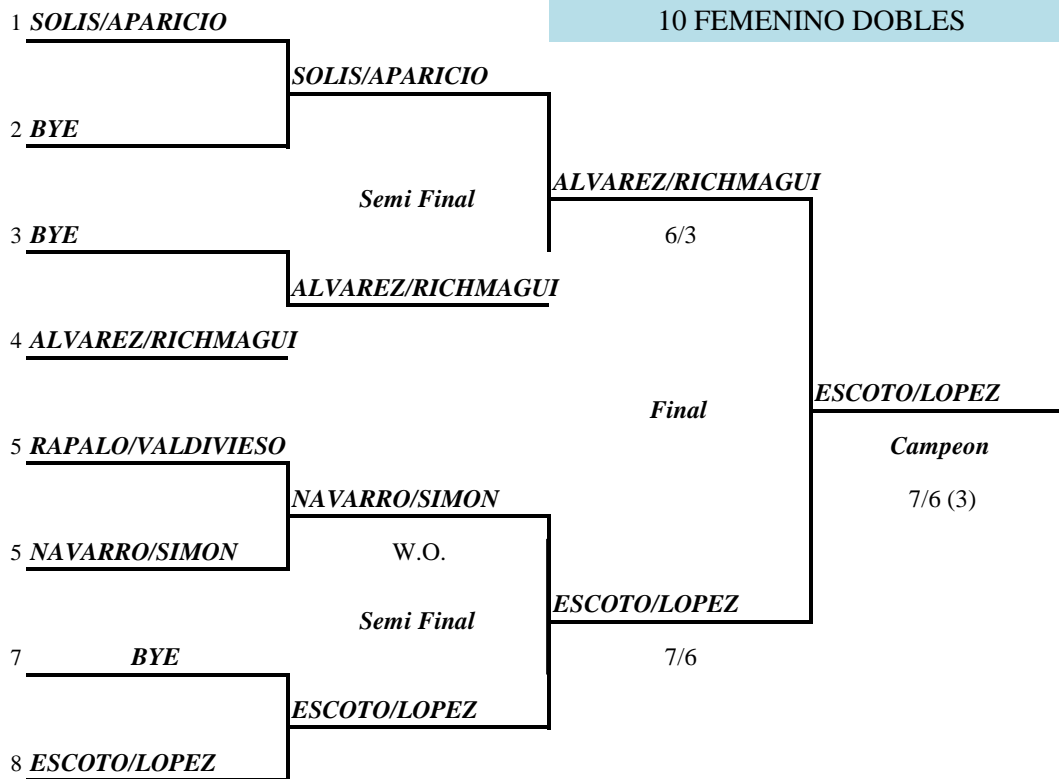 1 SOLIS/APARICIO
10 FEMENINO DOBLES
SOLIS/APARICIO
2 BYE
ALVAREZ/RICHMAGUI
Semi Final
3 BYE
6/3
ALVAREZ/RICHMAGUI
4 ALVAREZ/RICHMAGUI
ESCOTO/LOPEZ
Final
5 RAPALO/VALDIVIESO
Campeon
NAVARRO/SIMON
7/6 (3)
5 NAVARRO/SIMON
W.O.
ESCOTO/LOPEZ
Semi Final
7 BYE
7/6
ESCOTO/LOPEZ
8 ESCOTO/LOPEZ